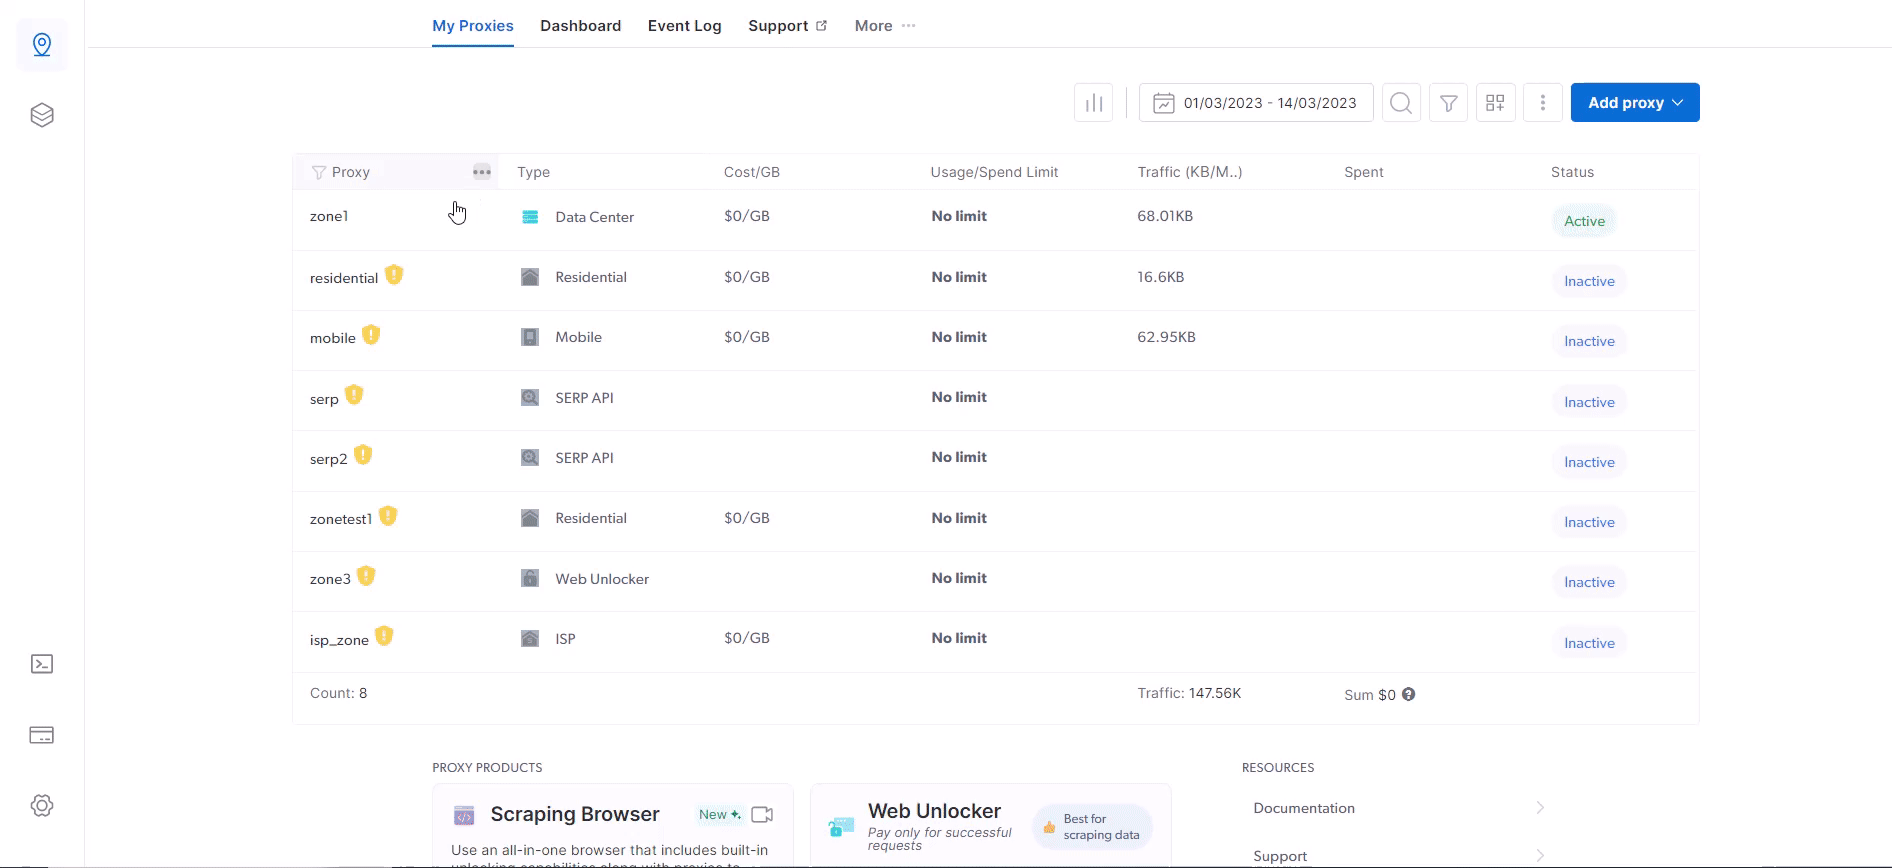 My Proxies Dashboard Event Log Support More
01/03/2023 - 14/03/2023 Add proxy
Proxy Type Cost/GB Usage/Spend Limit Traffic (KB/M..) Spent Status
zone1 Data Center $0/GB No limit 68.01KB Active
residential Residential $0/GB No limit 16.6KB Inactive
mobile Mobile $0/GB No limit 62.95KB Inactive
serp SERP API No limit Inactive
serp2 SERP API No limit Inactive
zonetest1 Residential $0/GB No limit Inactive
zone3 Web Unlocker No limit Inactive
isp_zone ISP $0/GB No limit Inactive
Count: 8 Traffic: 147.56K Sum $0
PROXY PRODUCTS
Scraping Browser New
Use an all-in-one browser that includes built-in
unlocking capabilities along with proxies to
Web Unlocker
Pay only for successful
requests
Best for
scraping data
RESOURCES
Documentation
Support